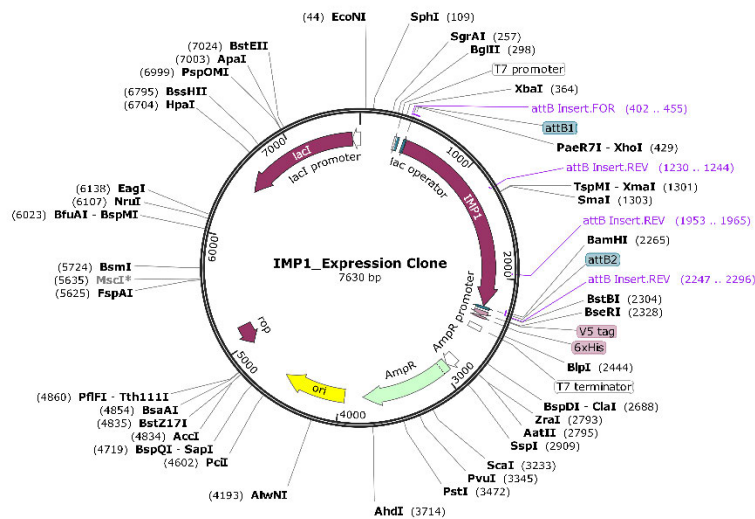 (44) EcoNI
SphI (109)
SgrAI (257)
BglII (298)
T7 promoter
XbaI (364)
attB Insert.FOR (402 .. 455)
attB1
PaeR7I - XhoI (429)
attB Insert.REV (1230 .. 1244)
TspMI - XmaI (1301)
SmaI (1303)
attB Insert.REV (1953 .. 1965)
BamHI (2265)
attB2
attB Insert.REV (2247 .. 2296)
BstBI (2304)
BseRI (2328)
V5 tag
6xHis
BlpI (2444)
T7 terminator
BspDI - ClaI (2688)
ZraI (2793)
AatII (2795)
SspI (2909)
ScaI (3233)
PvuI (3345)
PstI (3472)
AhdI (3714)
(4193) AlwNI
(4602) PciI
(4719) BspQI - SapI
(4834) AccI
(4835) BstZ17I
(4854) BsaAI
(4860) PflFI - Tth111I
(5625) FspAI
(5635) MscI*
(5724) BsmI
(6023) BfuAI - BspMI
(6107) NruI
(6138) EagI
(6704) HpaI
(6795) BssHII
(6999) PspOMI
(7003) ApaI
(7024) BstEII
1000
2000
3000
4000
5000
6000
7000
lacI
lacI promoter
lac operator
IMP1
AmpR promoter
AmpR
ori
rop
IMP1_Expression Clone
7630 bp